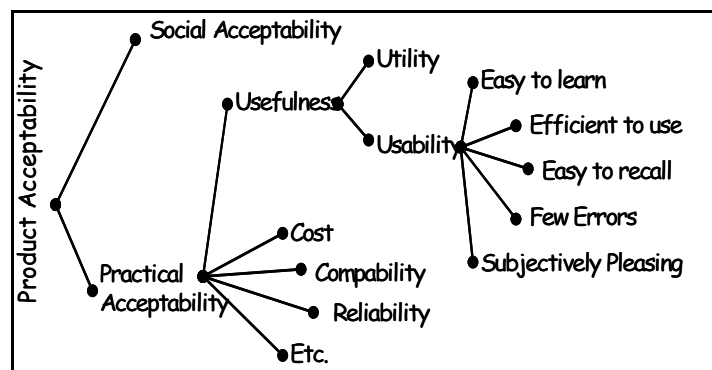 Product Acceptability
Social Acceptability
Practical
Acceptability
Usefulness
Utility
Usability
Easy to learn
Efficient to use
Easy to recall
Few Errors
Subjectively Pleasing
Cost
Compability
Reliability
Etc.